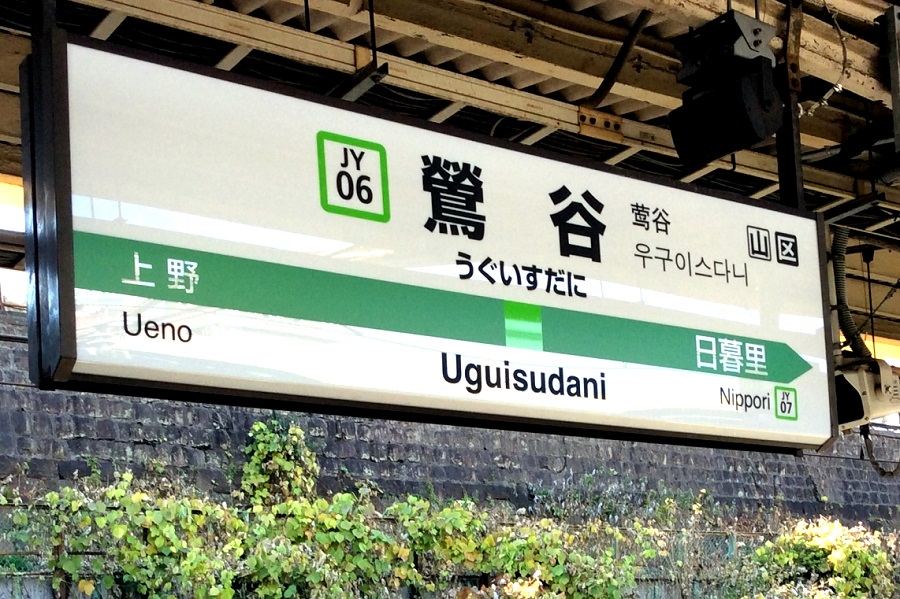 JY
06
鶯谷
莺谷
우구이스다니
山区
うぐいすだに
上野
日暮里
Ueno
Uguisudani
Nippori
JY
07